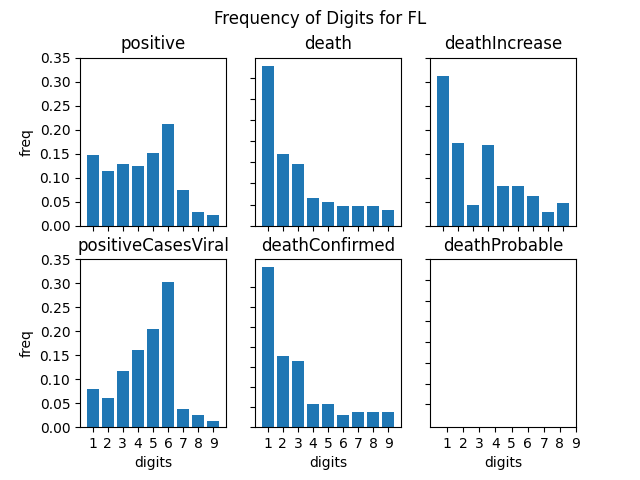 Frequency of Digits for FL
positive death deathIncrease
0.35
0.30
0.25
0.20
0.15
0.10
0.05
0.00
freq
positiveCasesViral deathConfirmed deathProbable
0.35
0.30
0.25
0.20
0.15
0.10
0.05
0.00
freq
1 2 3 4 5 6 7 8 9 1 2 3 4 5 6 7 8 9 1 2 3 4 5 6 7 8 9
digits digits digits